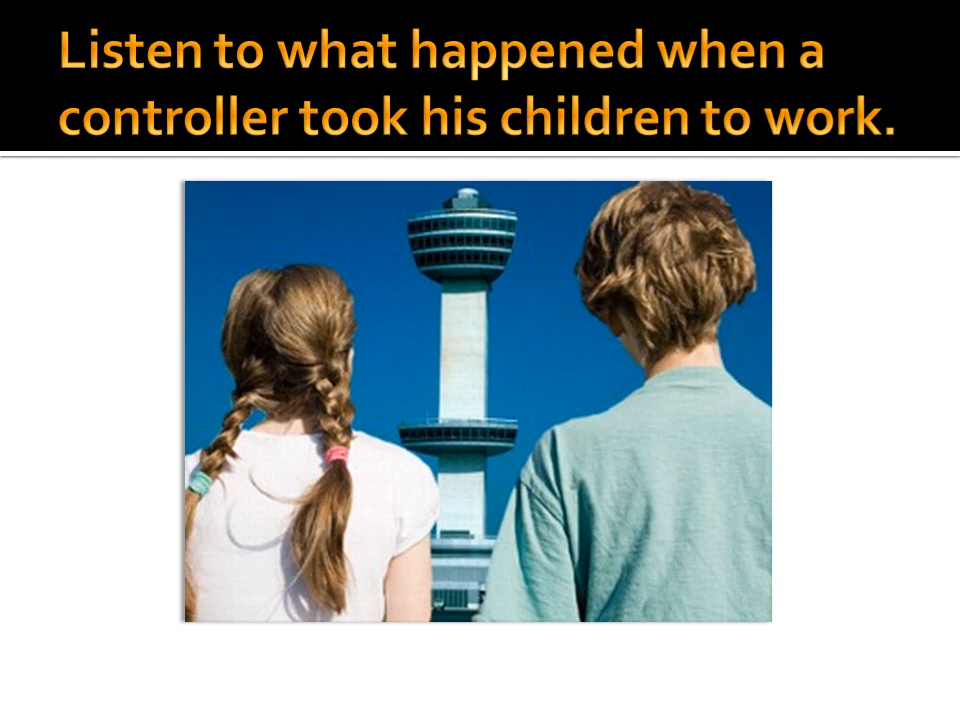 Listen to what happened when a
controller took his children to work.